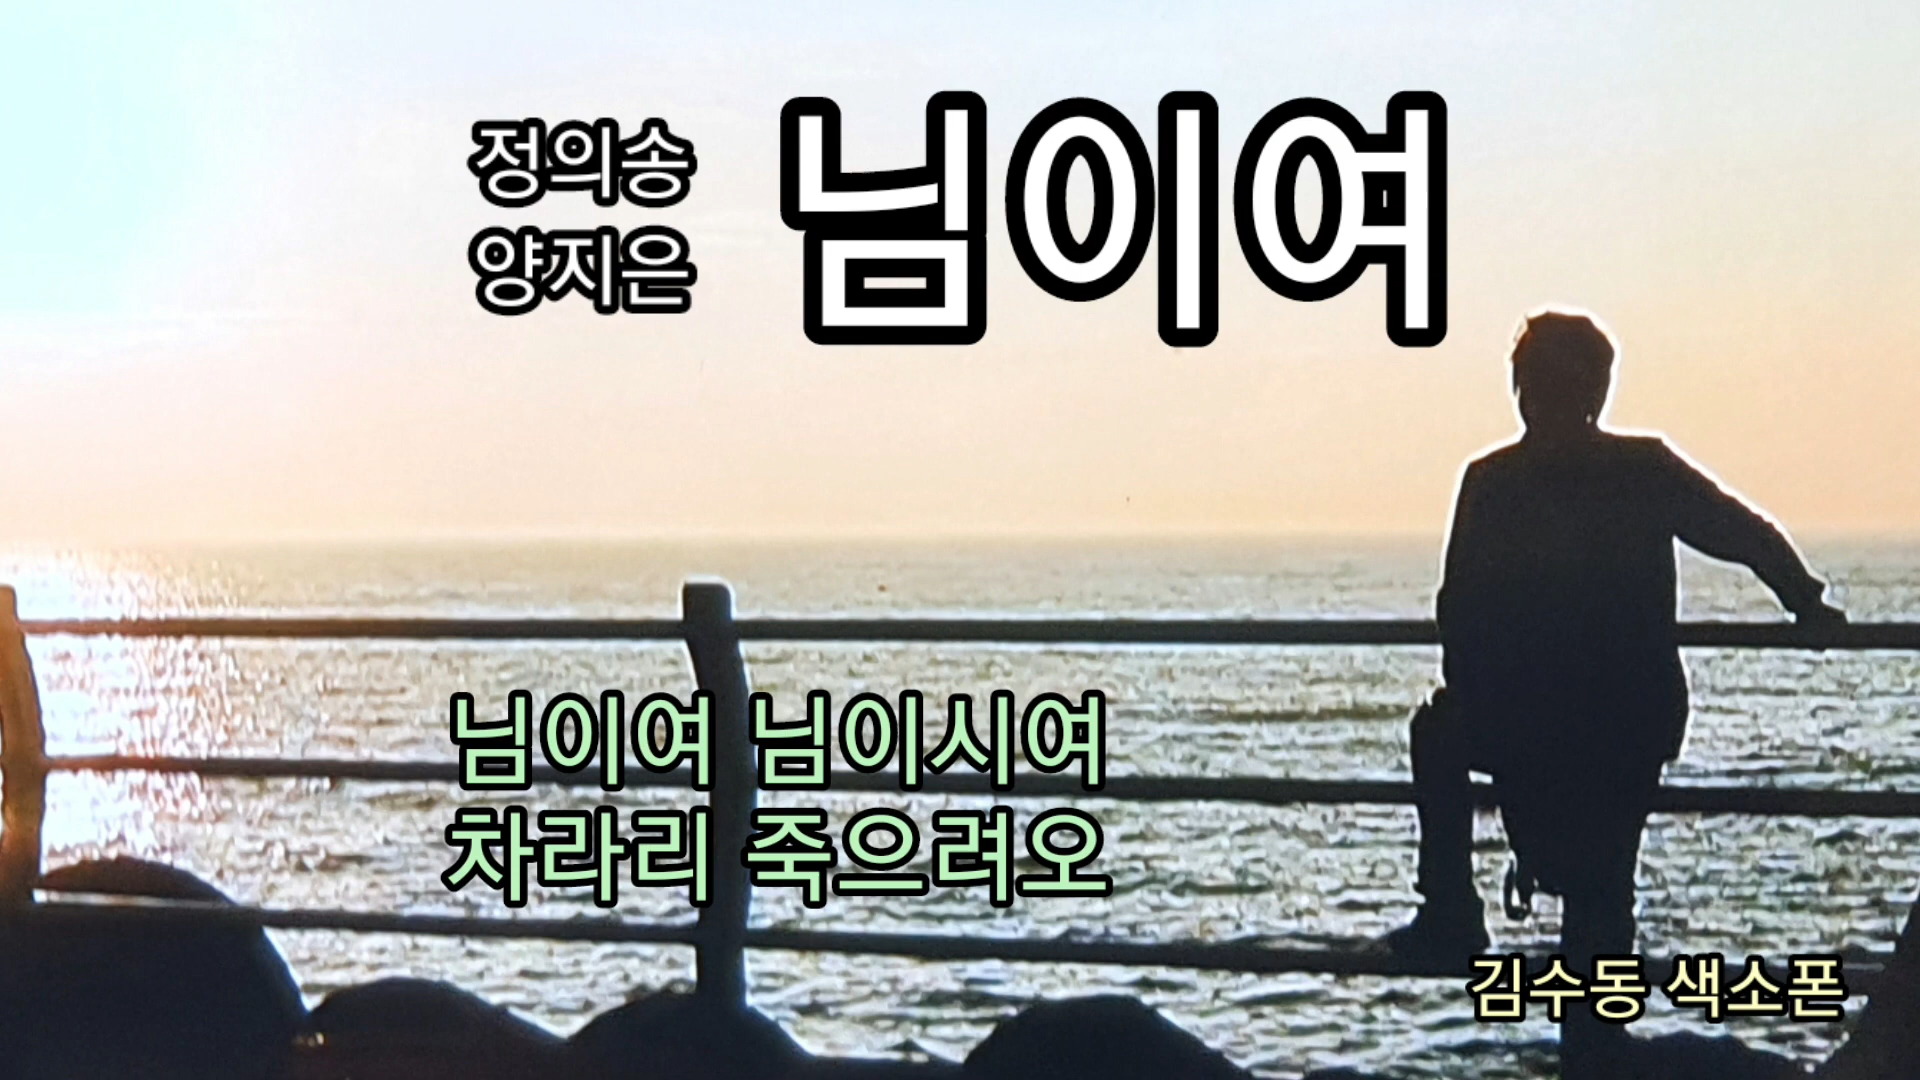 정의송
양지은
님이여
님이여 님이시여
차라리 죽으려오
김수동 색소폰